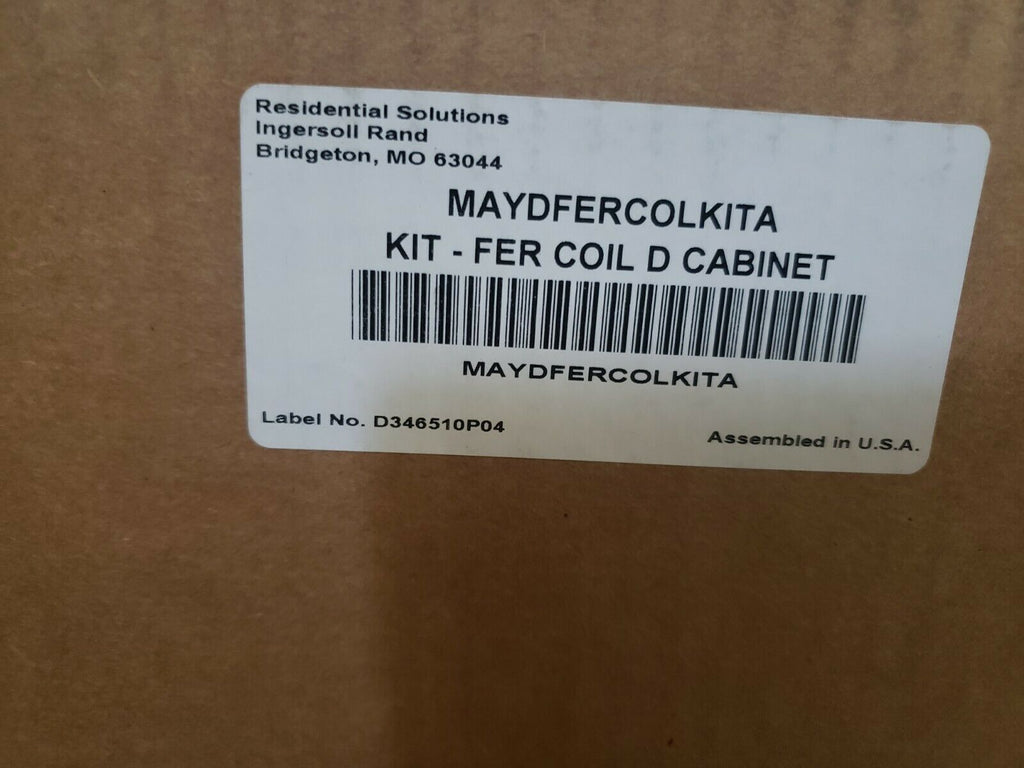 Residential Solutions
Ingersoll Rand
Bridgeton, MO 63044
MAYDFERCOLKITA
KIT - FER COIL D CABINET
MAYDFERCOLKITA
Label No. D346510P04
Assembled in U.S.A.